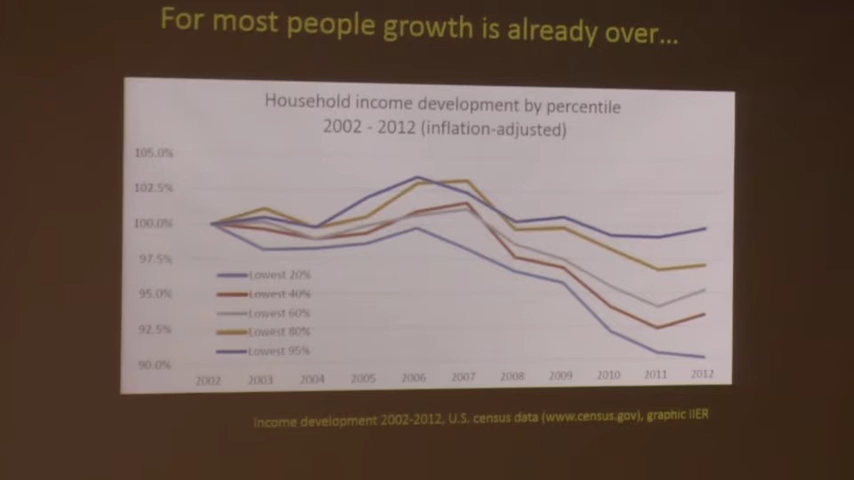 For most people growth is already over...
Household income development by percentile
2002 - 2012 (inflation-adjusted)
105.0%
102.5%
100.0%
97.5%
95.0%
92.5%
90.0%
Lowest 20%
Lowest 40%
Lowest 60%
Lowest 80%
Lowest 95%
2002 2003 2004 2005 2006 2007 2008 2009 2010 2011 2012
Income development 2002-2012, U.S. census data (www.census.gov), graphic IIER